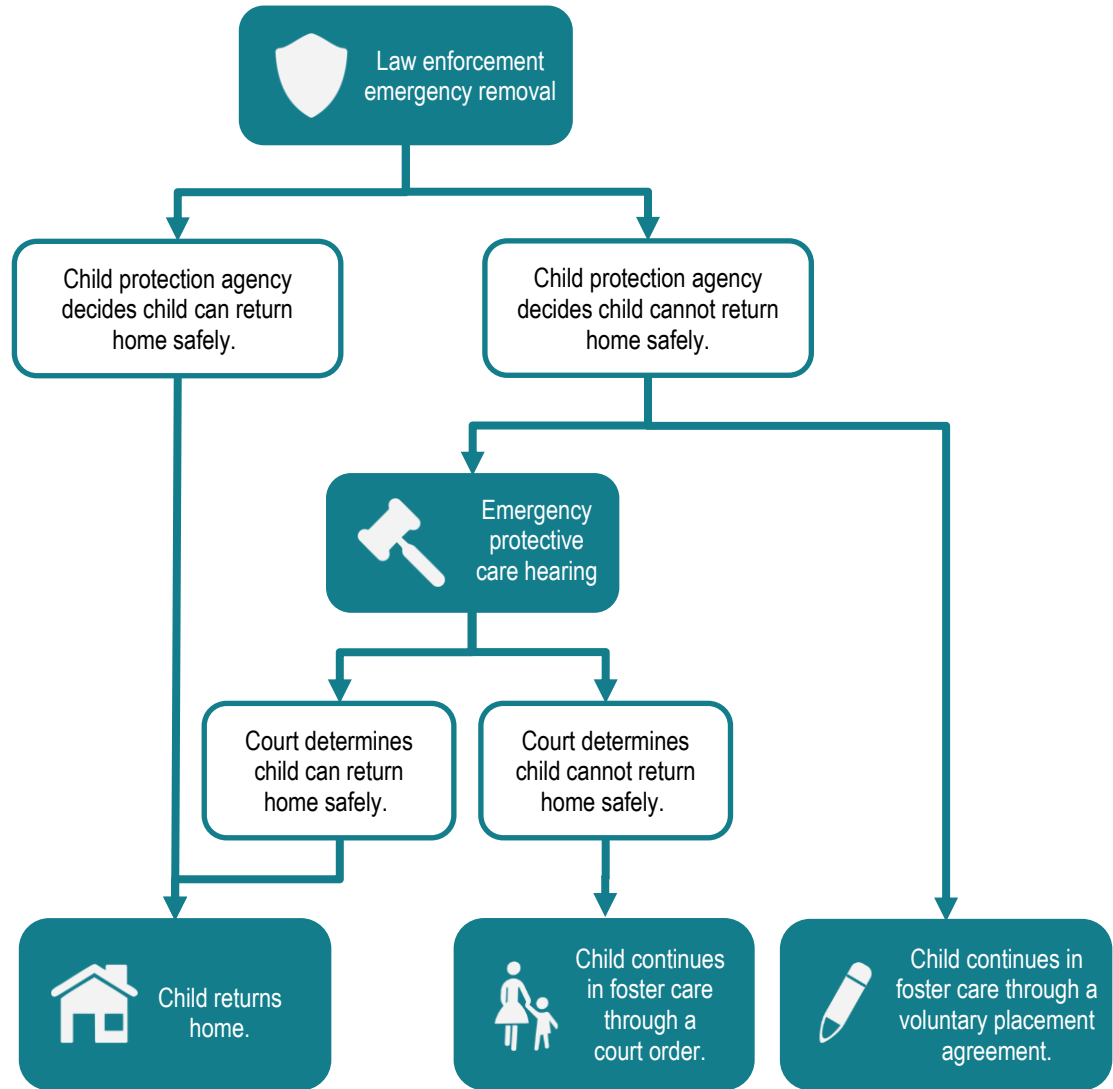 Law enforcement
emergency removal
Child protection agency
decides child can return
home safely.
Child protection agency
decides child cannot return
home safely.
Emergency
protective
care hearing
Court determines
child can return
home safely.
Court determines
child cannot return
home safely.
Child returns
home.
Child continues
in foster care
through a
court order.
Child continues in
foster care through a
voluntary placement
agreement.